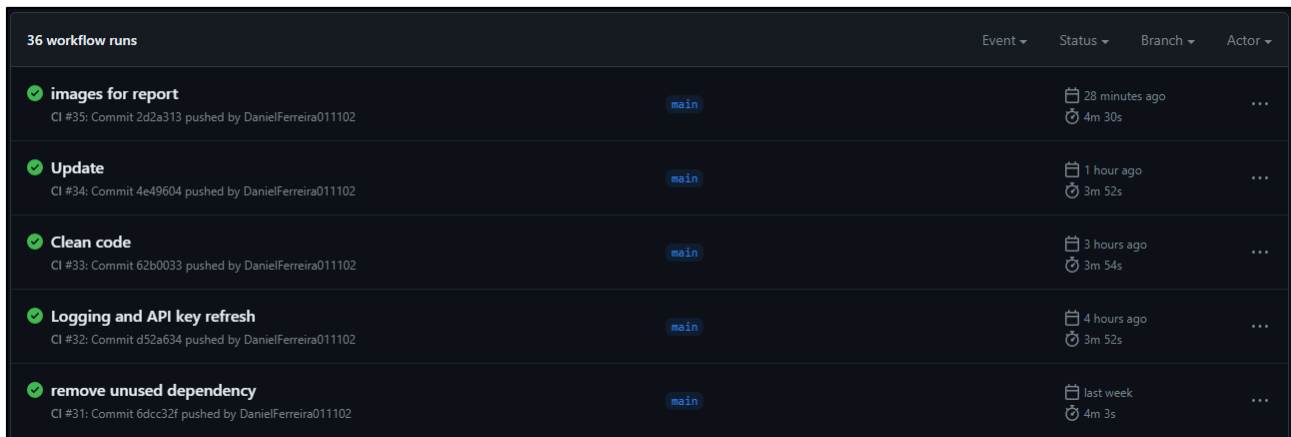 36 workflow runs
Event Status Branch Actor
images for report
CI #35: Commit 2d2a313 pushed by DanielFerreira011102
main
28 minutes ago
4m 30s
Update
CI #34: Commit 4e49604 pushed by DanielFerreira011102
main
1 hour ago
3m 52s
Clean code
CI #33: Commit 62b0033 pushed by DanielFerreira011102
main
3 hours ago
3m 54s
Logging and API key refresh
CI #32: Commit d52a634 pushed by DanielFerreira011102
main
4 hours ago
3m 52s
remove unused dependency
CI #31: Commit 6dcc32f pushed by DanielFerreira011102
main
last week
4m 3s